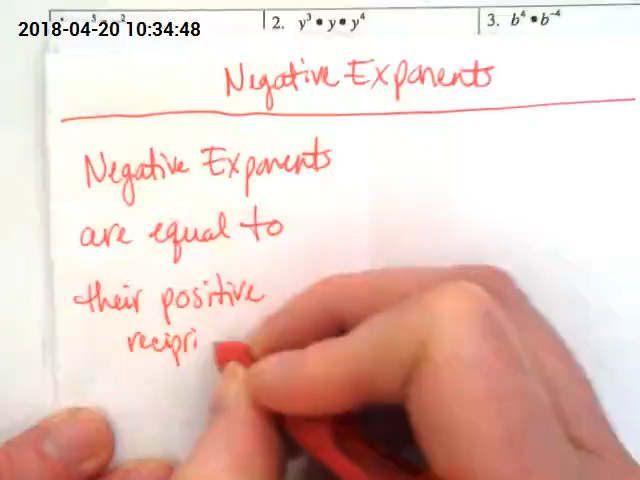 2018-04-20 10:34:48
2. y³ • y • y⁴
3. b⁴ • b⁻⁴
Negative Exponents
Negative Exponents
are equal to
their positive
recipri